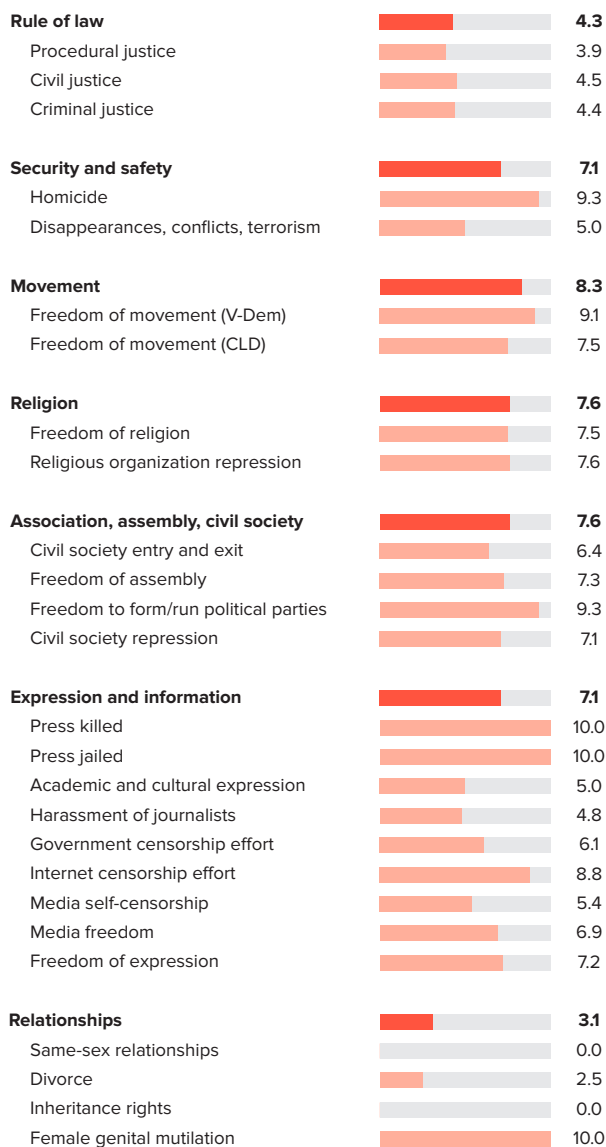 Rule of law 4.3
Procedural justice 3.9
Civil justice 4.5
Criminal justice 4.4
Security and safety 7.1
Homicide 9.3
Disappearances, conflicts, terrorism 5.0
Movement 8.3
Freedom of movement (V-Dem) 9.1
Freedom of movement (CLD) 7.5
Religion 7.6
Freedom of religion 7.5
Religious organization repression 7.6
Association, assembly, civil society 7.6
Civil society entry and exit 6.4
Freedom of assembly 7.3
Freedom to form/run political parties 9.3
Civil society repression 7.1
Expression and information 7.1
Press killed 10.0
Press jailed 10.0
Academic and cultural expression 5.0
Harassment of journalists 4.8
Government censorship effort 6.1
Internet censorship effort 8.8
Media self-censorship 5.4
Media freedom 6.9
Freedom of expression 7.2
Relationships 3.1
Same-sex relationships 0.0
Divorce 2.5
Inheritance rights 0.0
Female genital mutilation 10.0